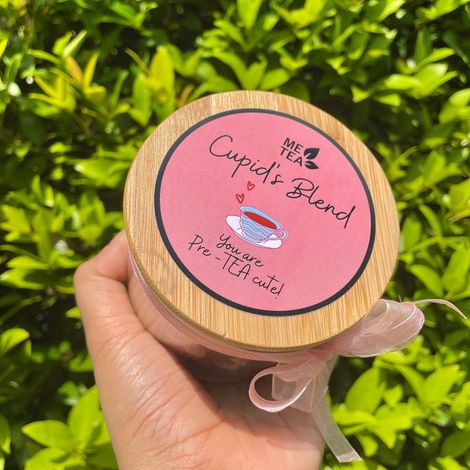 ME
TEA
Cupid's Blend
You are
Pre-TEA cute!